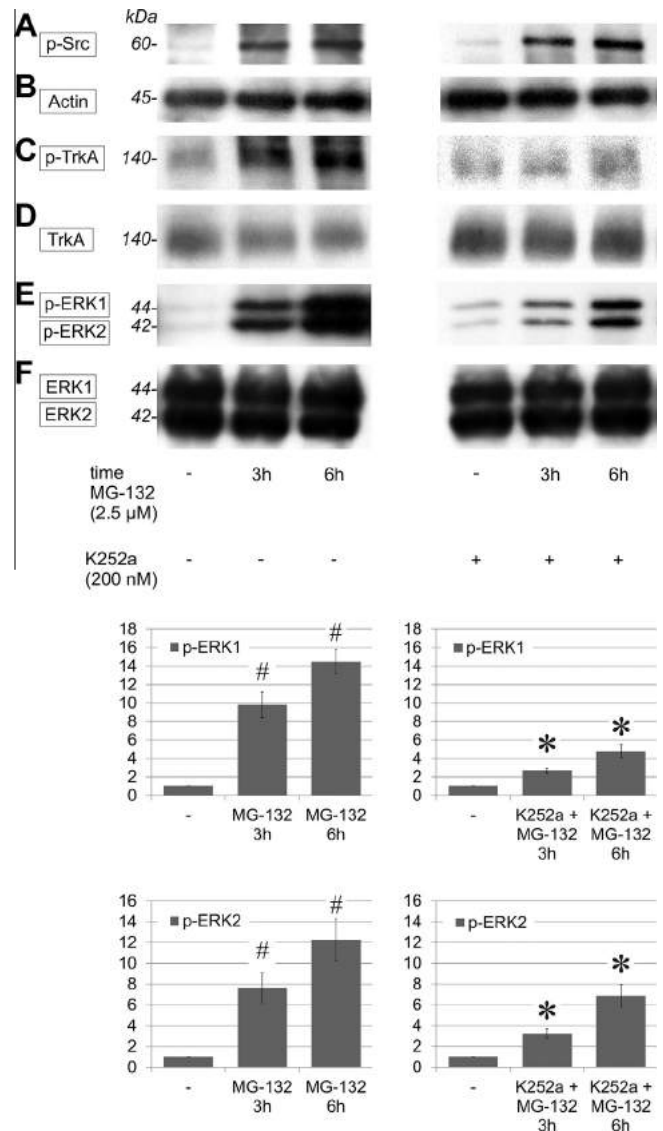 kDa
A p-Src 60-
B Actin 45-
C p-TrkA 140-
D TrkA 140-
E p-ERK1 44-
p-ERK2 42-
F ERK1 44-
ERK2 42-
time - 3h 6h - 3h 6h
MG-132
(2.5 µM)
K252a - - - + + +
(200 nM)
18
16
14
12
10
8
6
4
2
0
p-ERK1
# #
- MG-132 MG-132
3h 6h
18
16
14
12
10
8
6
4
2
0
p-ERK1
* *
- K252a + K252a +
MG-132 MG-132
3h 6h
16
14
12
10
8
6
4
2
0
p-ERK2
# #
- MG-132 MG-132
3h 6h
16
14
12
10
8
6
4
2
0
p-ERK2
* *
- K252a + K252a +
MG-132 MG-132
3h 6h